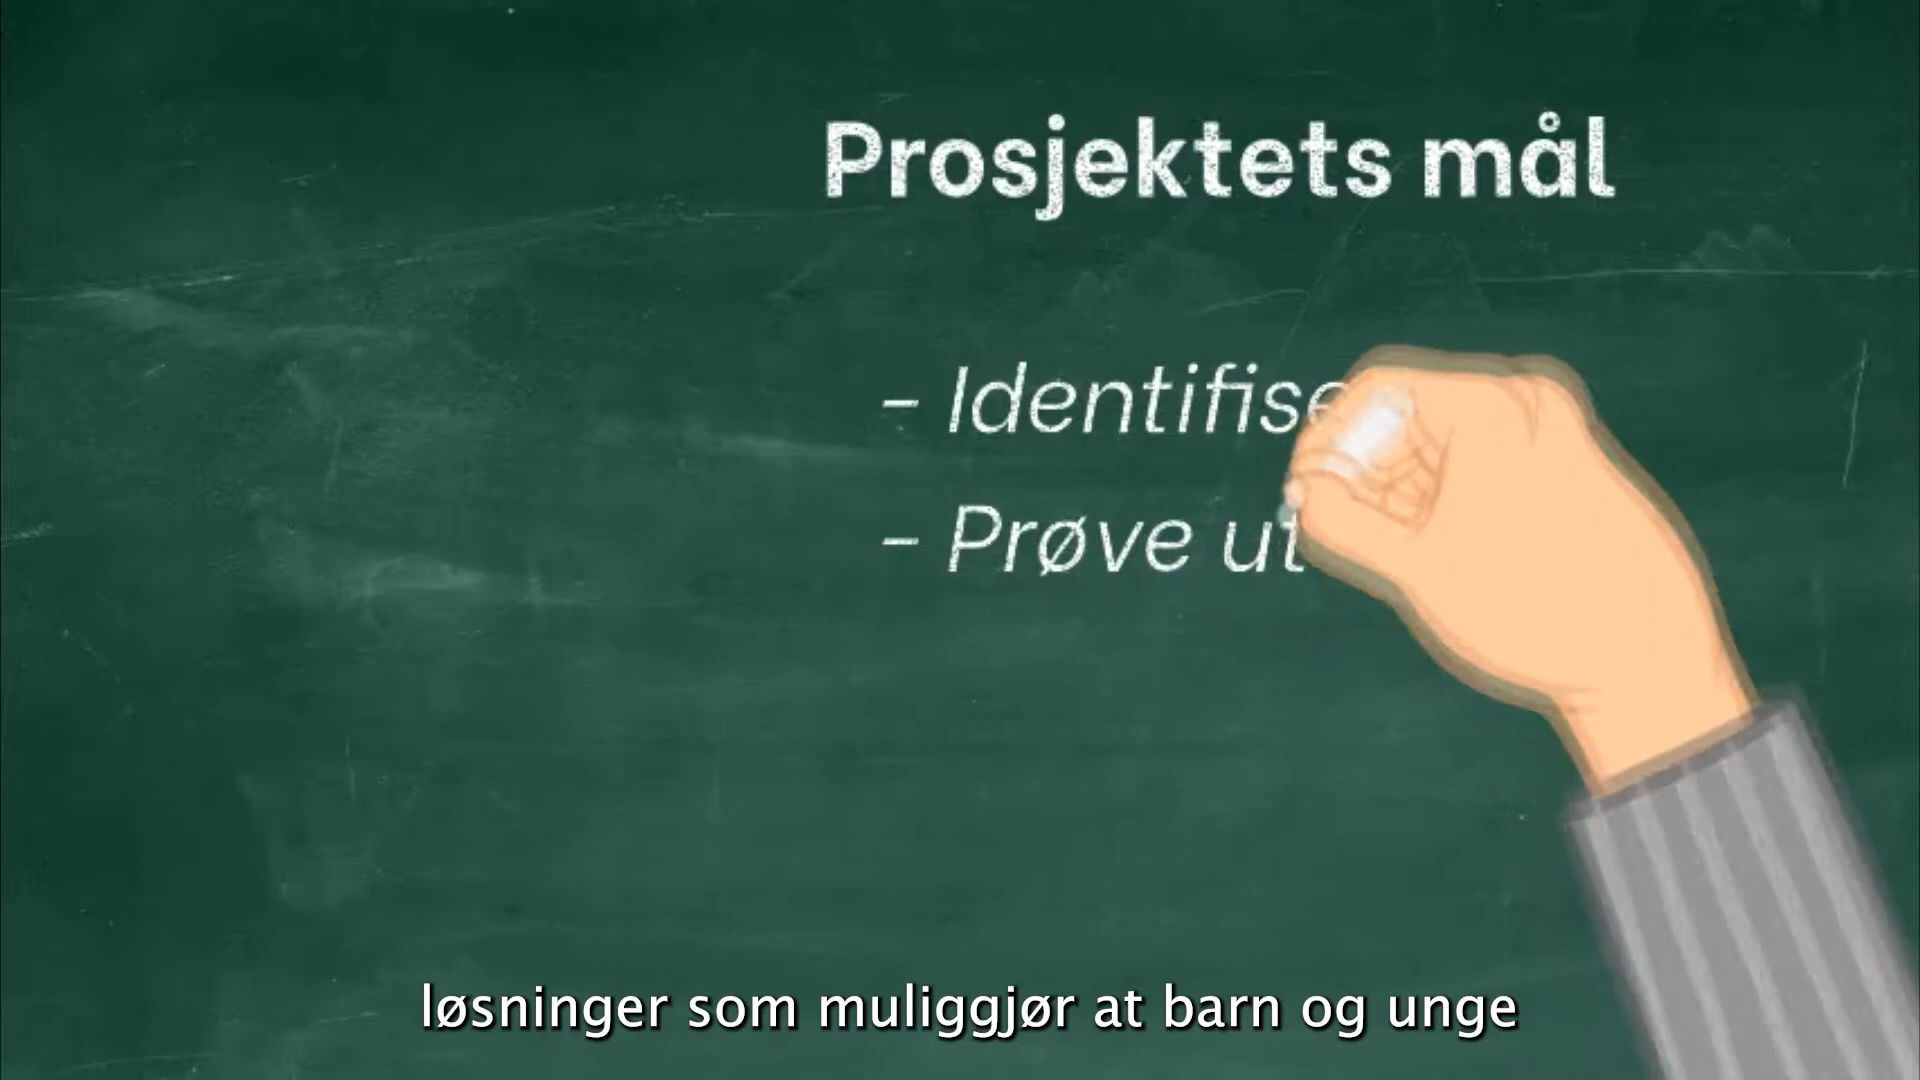 Prosjektets mål
- Identifise
- Prøve ut
løsninger som muliggjør at barn og unge